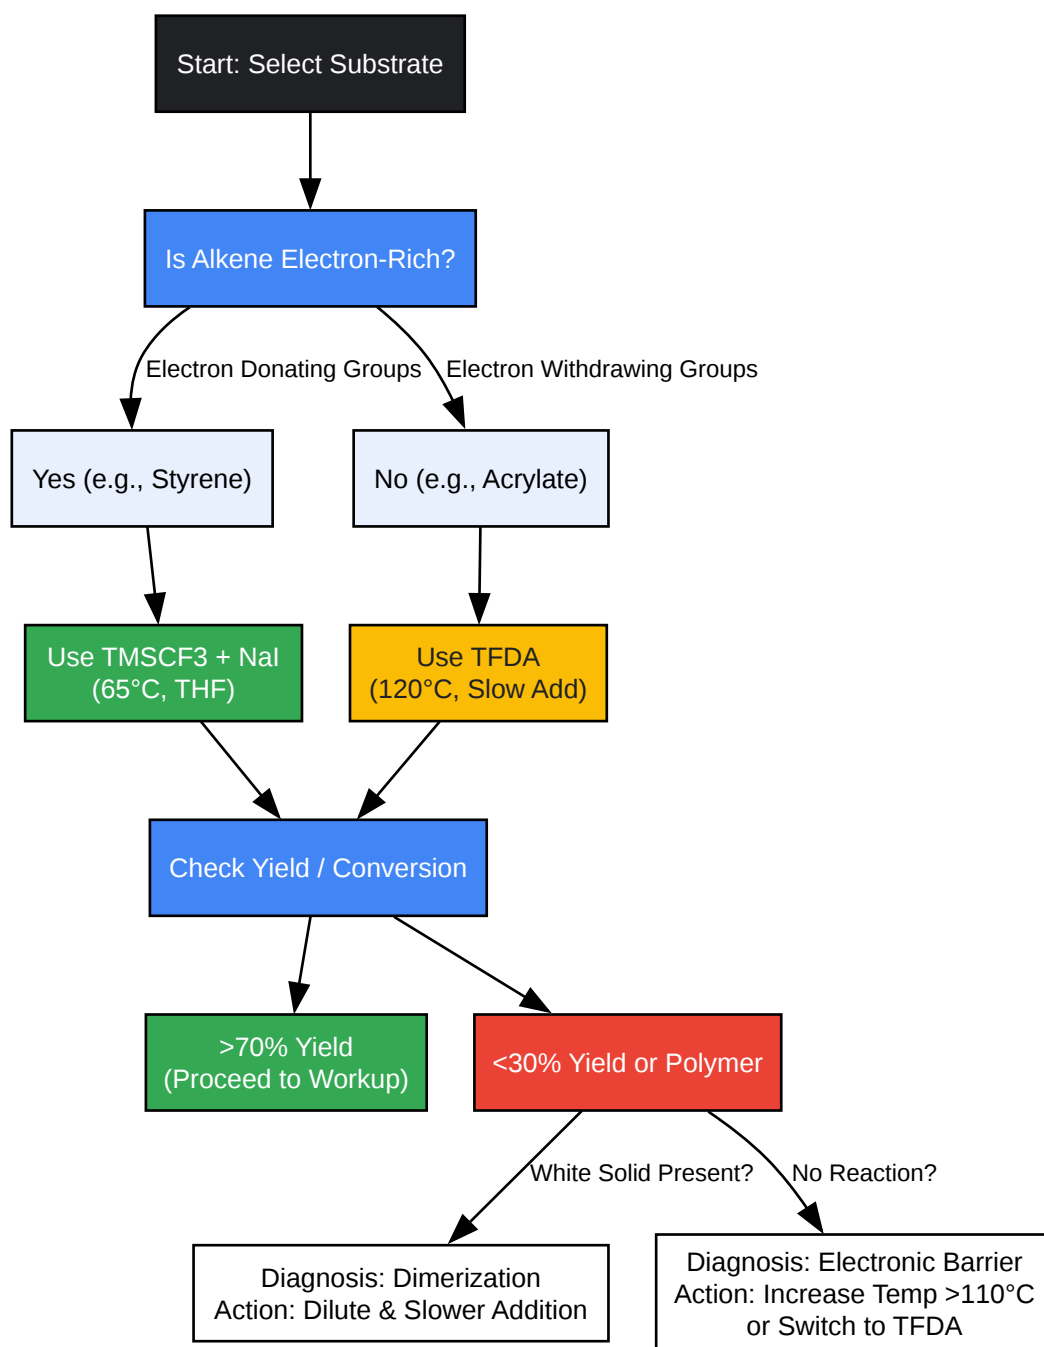 Start: Select Substrate
Is Alkene Electron-Rich?
Electron Donating Groups
Electron Withdrawing Groups
Yes (e.g., Styrene)
No (e.g., Acrylate)
Use TMSCF3 + NaI
(65°C, THF)
Use TFDA
(120°C, Slow Add)
Check Yield / Conversion
>70% Yield
(Proceed to Workup)
<30% Yield or Polymer
White Solid Present?
No Reaction?
Diagnosis: Dimerization
Action: Dilute & Slower Addition
Diagnosis: Electronic Barrier
Action: Increase Temp >110°C
or Switch to TFDA